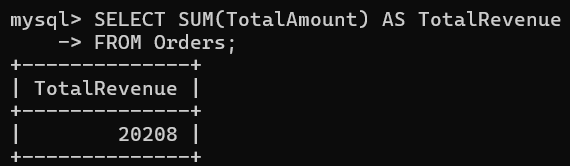 mysql> SELECT SUM(TotalAmount) AS TotalRevenue
    -> FROM Orders;
+--------------+
| TotalRevenue |
+--------------+
|        20208 |
+--------------+